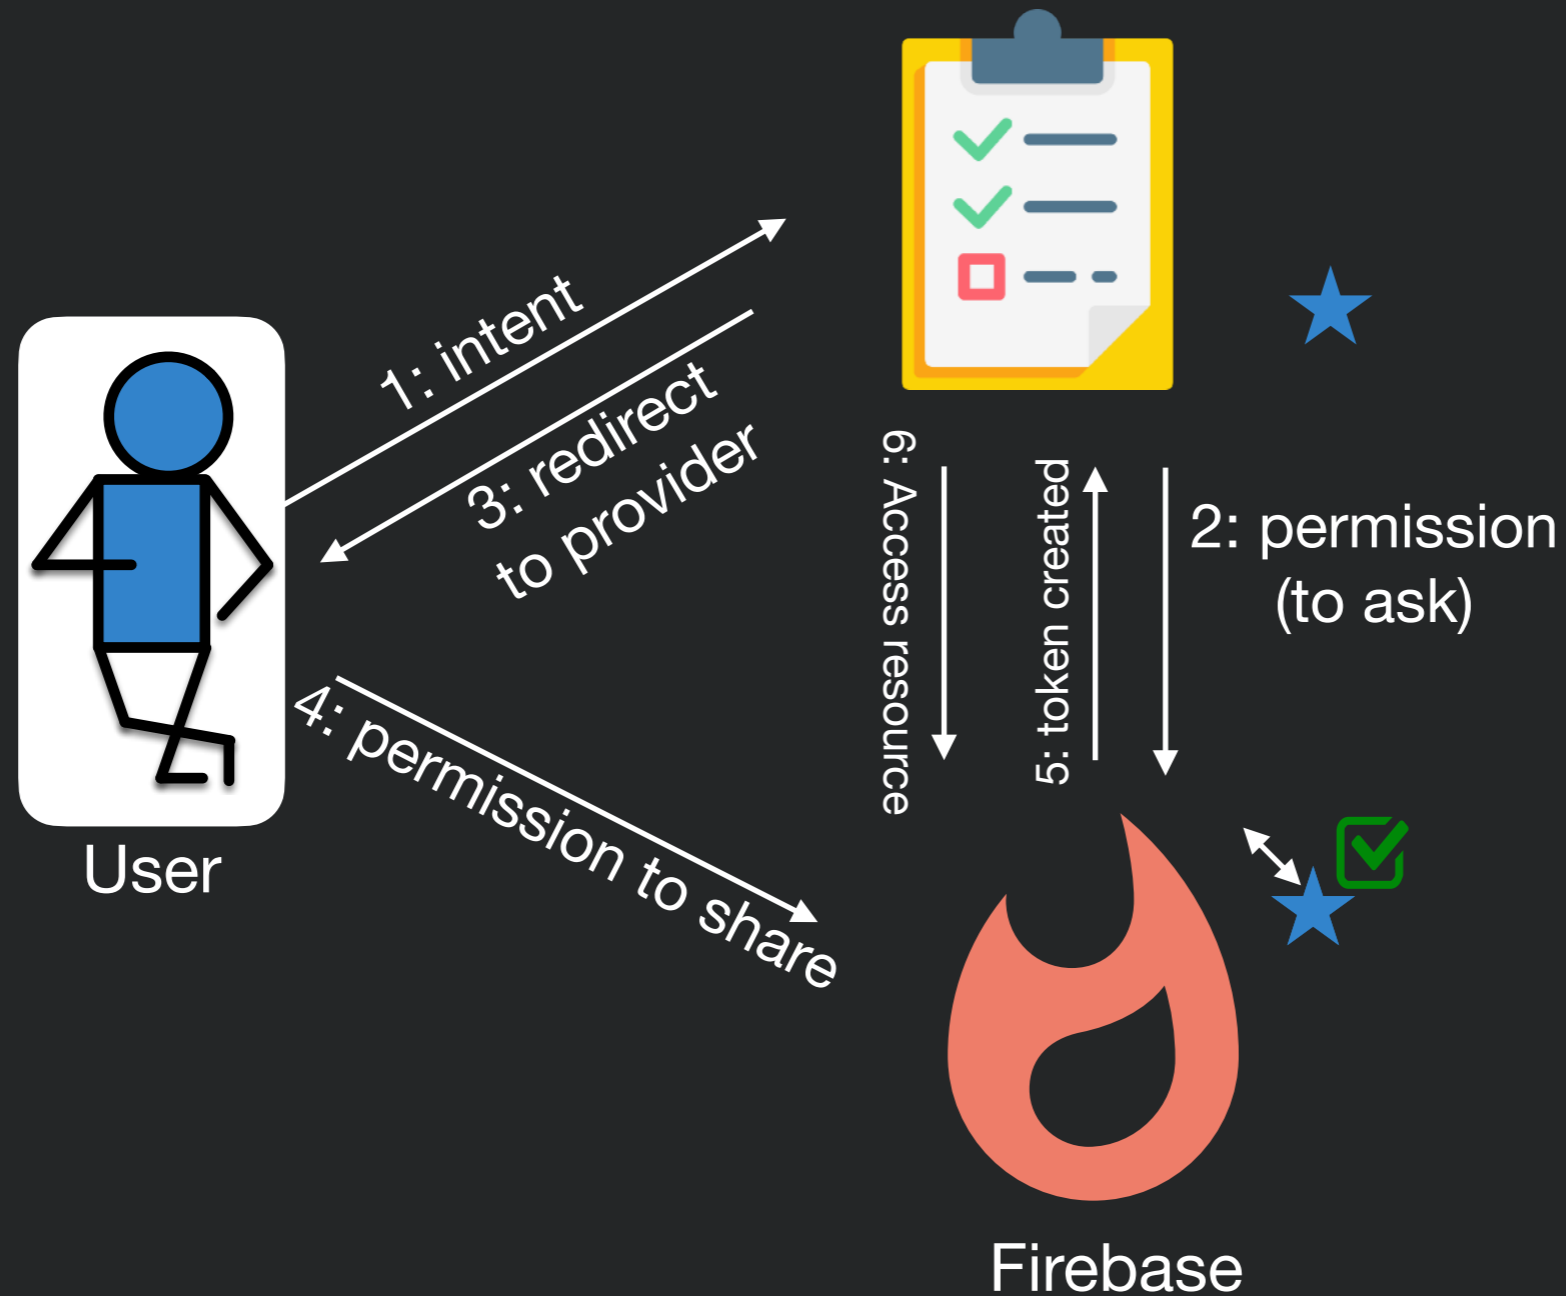 1: intent
3: redirect
to provider
6: Access resource
5: token created
2: permission
(to ask)
4: permission to share
User
Firebase